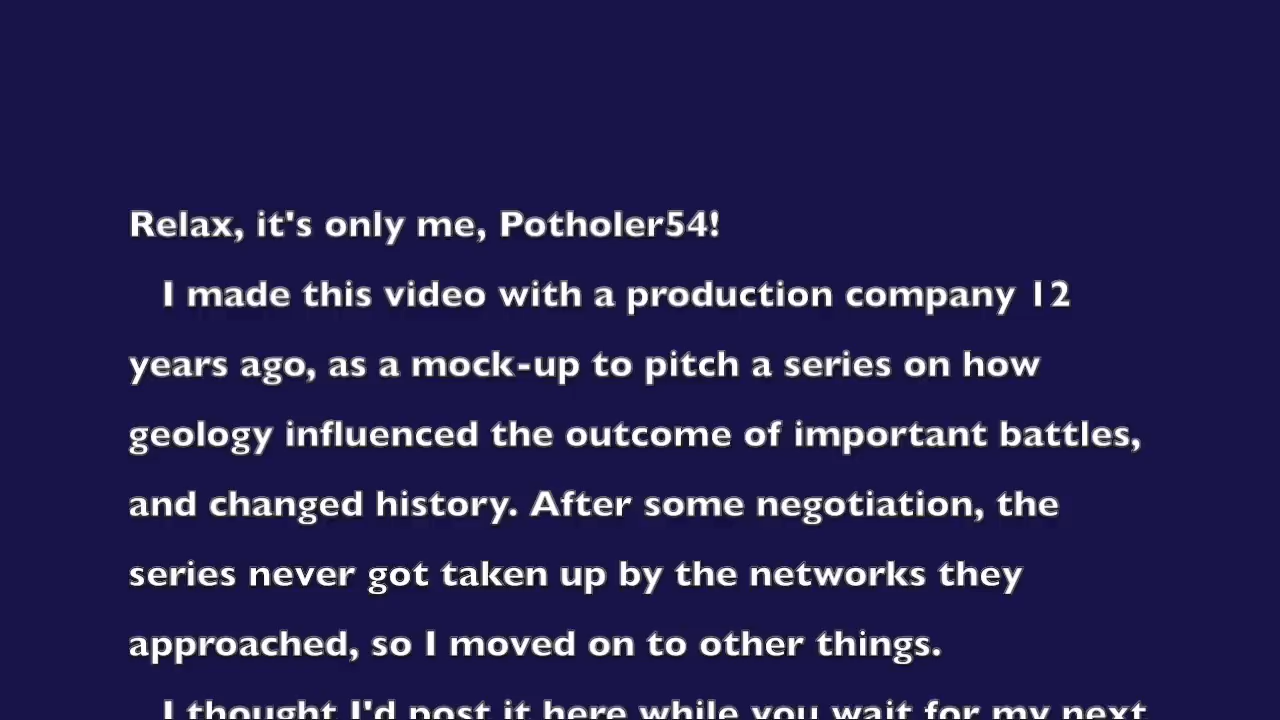 Relax, it's only me, Potholer54!
I made this video with a production company 12
years ago, as a mock-up to pitch a series on how
geology influenced the outcome of important battles,
and changed history. After some negotiation, the
series never got taken up by the networks they
approached, so I moved on to other things.
I thought I'd post it here while you wait for my next